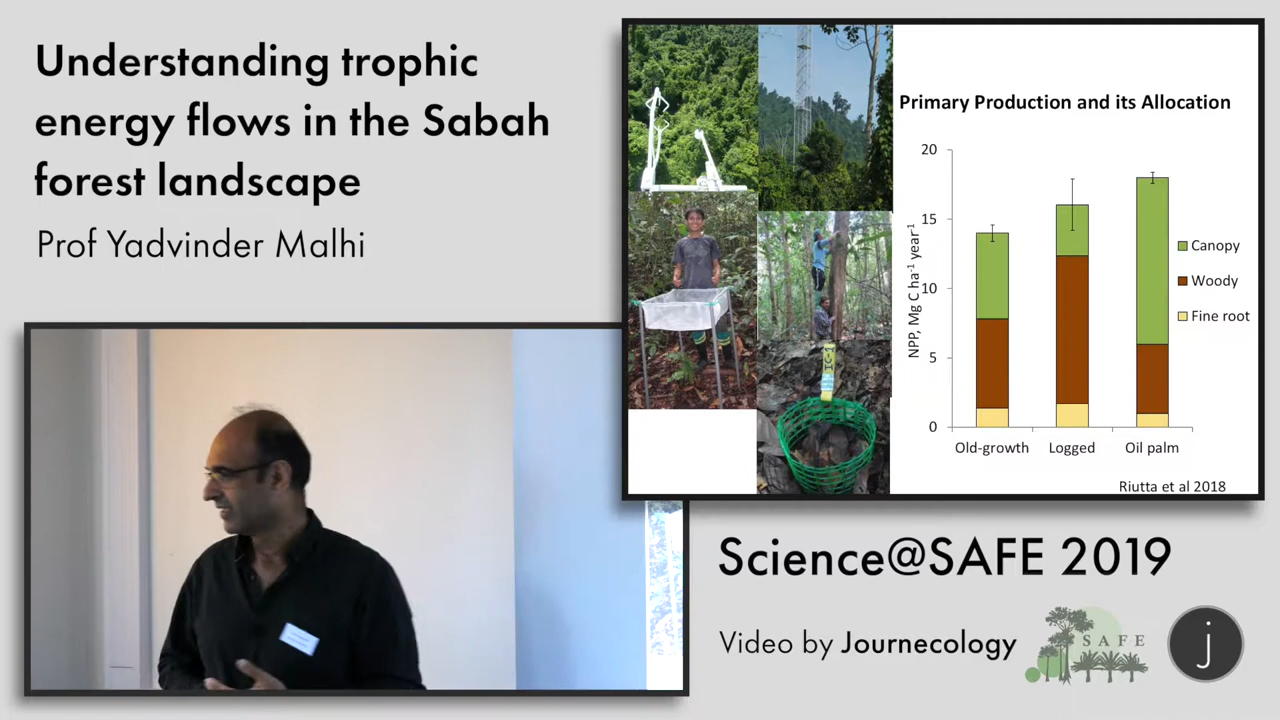 Understanding trophic
energy flows in the Sabah
forest landscape
Prof Yadvinder Malhi
Primary Production and its Allocation
NPP, Mg C ha⁻¹ year⁻¹
20
15
10
5
0
Old-growth Logged Oil palm
Canopy
Woody
Fine root
Riutta et al 2018
Science@SAFE 2019
Video by Journecology
SAFE
j